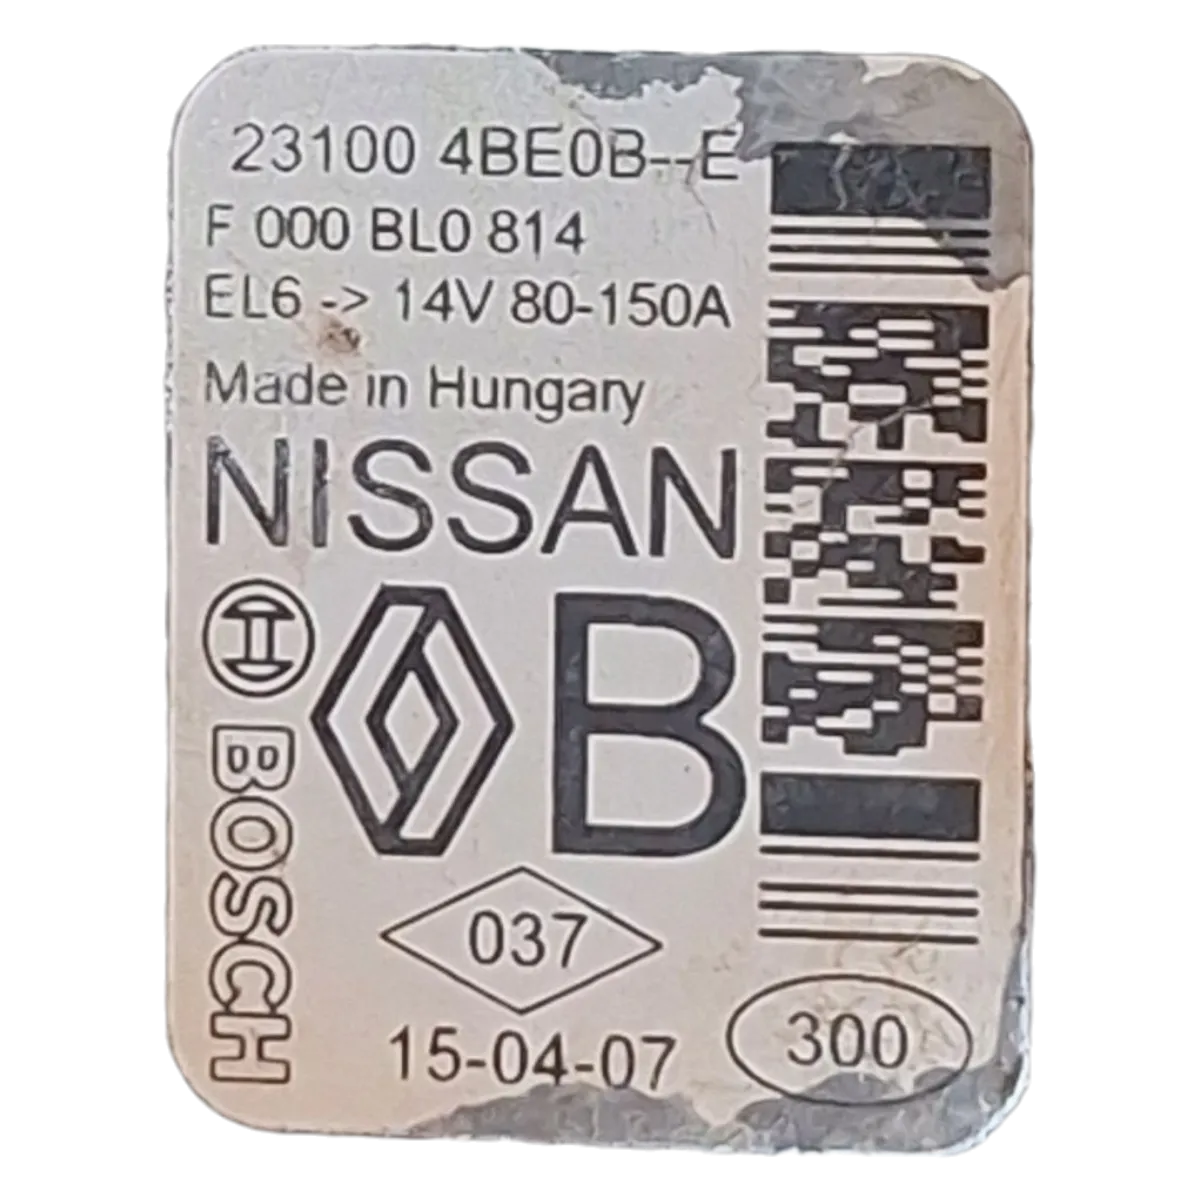 23100 4BE0B--E
F 000 BL0 814
EL6 -> 14V 80-150A
Made in Hungary
NISSAN
BOSCH
B
037
15-04-07
300